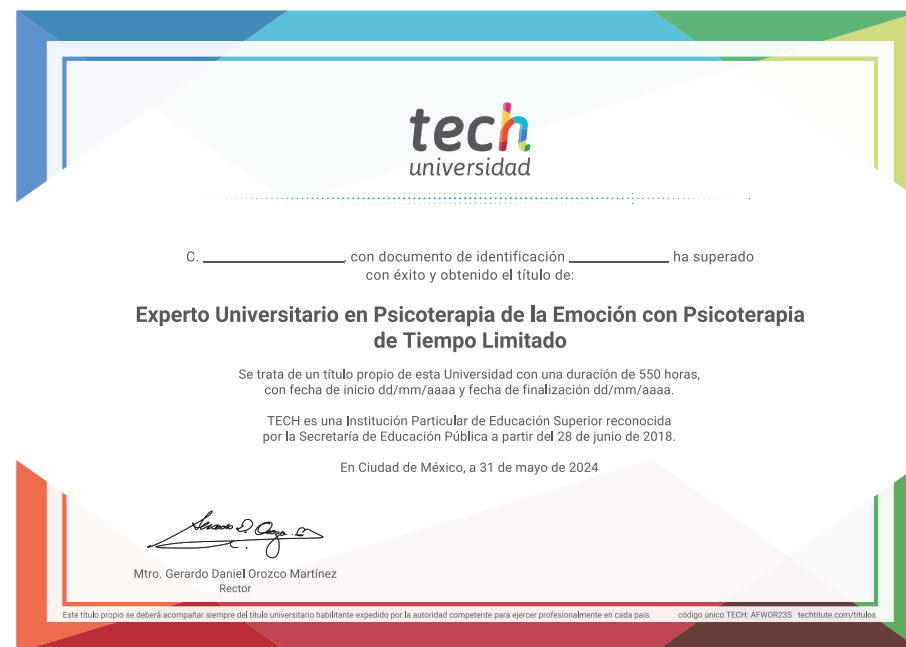 tech
universidad
C. ____________, con documento de identificación ____________ ha superado
con éxito y obtenido el título de:
Experto Universitario en Psicoterapia de la Emoción con Psicoterapia
de Tiempo Limitado
Se trata de un título propio de esta Universidad con una duración de 550 horas,
con fecha de inicio dd/mm/aaaa y fecha de finalización dd/mm/aaaa.
TECH es una Institución Particular de Educación Superior reconocida
por la Secretaría de Educación Pública a partir del 28 de junio de 2018.
En Ciudad de México, a 31 de mayo de 2024
Mtro. Gerardo Daniel Orozco Martínez
Rector
Este título propio se deberá acompañar siempre del título universitario habilitante expedido por la autoridad competente para ejercer profesionalmente en cada país. código único TECH: AFWOR23S techtitute.com/titulos